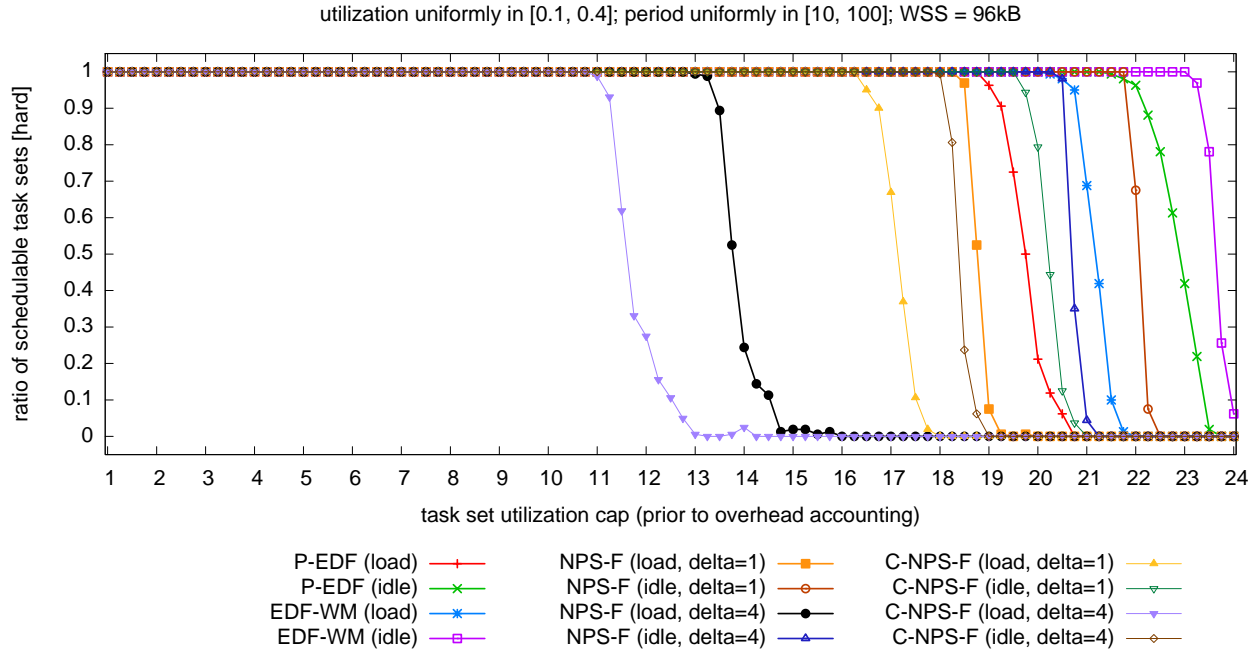 utilization uniformly in [0.1, 0.4]; period uniformly in [10, 100]; WSS = 96kB
ratio of schedulable task sets [hard]
1
0.9
0.8
0.7
0.6
0.5
0.4
0.3
0.2
0.1
0
1 2 3 4 5 6 7 8 9 10 11 12 13 14 15 16 17 18 19 20 21 22 23 24
task set utilization cap (prior to overhead accounting)
P-EDF (load) NPS-F (load, delta=1) C-NPS-F (load, delta=1)
P-EDF (idle) NPS-F (idle, delta=1) C-NPS-F (idle, delta=1)
EDF-WM (load) NPS-F (load, delta=4) C-NPS-F (load, delta=4)
EDF-WM (idle) NPS-F (idle, delta=4) C-NPS-F (idle, delta=4)